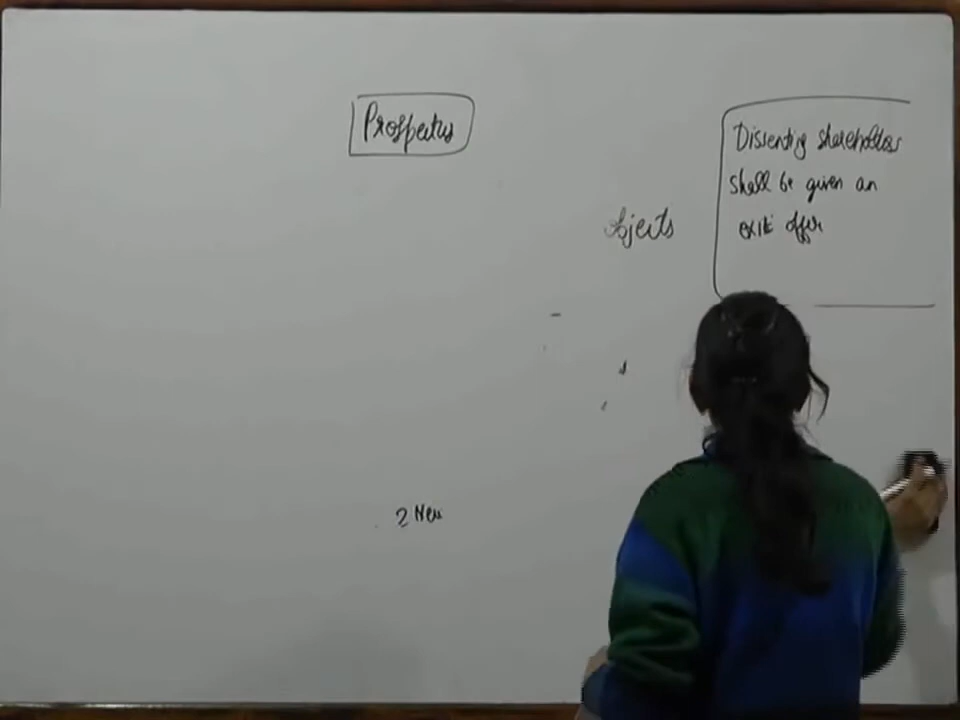 Prospectus
Dissenting shareholders
shall be given an
exit offer
objects
2 New